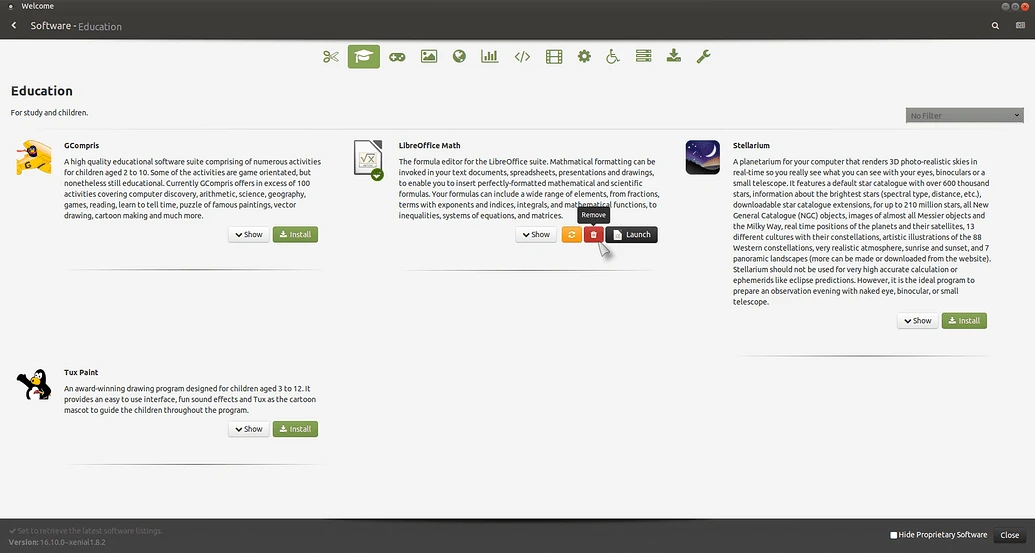 Welcome
Software - Education
Education
For study and children.
No Filter
GCompris
A high quality educational software suite comprising of numerous activities
for children aged 2 to 10. Some of the activities are game orientated, but
nonetheless still educational. Currently GCompris offers in excess of 100
activities covering computer discovery, arithmetic, science, geography,
games, reading, learn to tell time, puzzle of famous paintings, vector
drawing, cartoon making and much more.
Show
Install
LibreOffice Math
The formula editor for the LibreOffice suite. Mathmatical formatting can be
invoked in your text documents, spreadsheets, presentations and drawings,
to enable you to insert perfectly-formatted mathematical and scientific
formulas. Your formulas can include a wide range of elements, from fractions,
terms with exponents and indices, integrals, and mathematical functions, to
inequalities, systems of equations, and matrices.
Remove
Show
Launch
Stellarium
A planetarium for your computer that renders 3D photo-realistic skies in
real-time so you really see what you can see with your eyes, binoculars or a
small telescope. It features a default star catalogue with over 600 thousand
stars, information about the brightest stars (spectral type, distance, etc.),
downloadable star catalogue extensions, for up to 210 million stars, all New
General Catalogue (NGC) objects, images of almost all Messier objects and
the Milky Way, real time positions of the planets and their satellites, 13
different cultures with their constellations, artistic illustrations of the 88
Western constellations, very realistic atmosphere, sunrise and sunset, and 7
panoramic landscapes (more can be made or downloaded from the website).
Stellarium should not be used for very high accurate calculation or
ephemerids like eclipse predictions. However, it is the ideal program to
prepare an observation evening with naked eye, binocular, or small
telescope.
Show
Install
Tux Paint
An award-winning drawing program designed for children aged 3 to 12. It
provides an easy to use interface, fun sound effects and Tux as the cartoon
mascot to guide the children throughout the program.
Show
Install
Set to retrieve the latest software listings.
Version: 16.10.0~xenial1.8.2
Hide Proprietary Software
Close